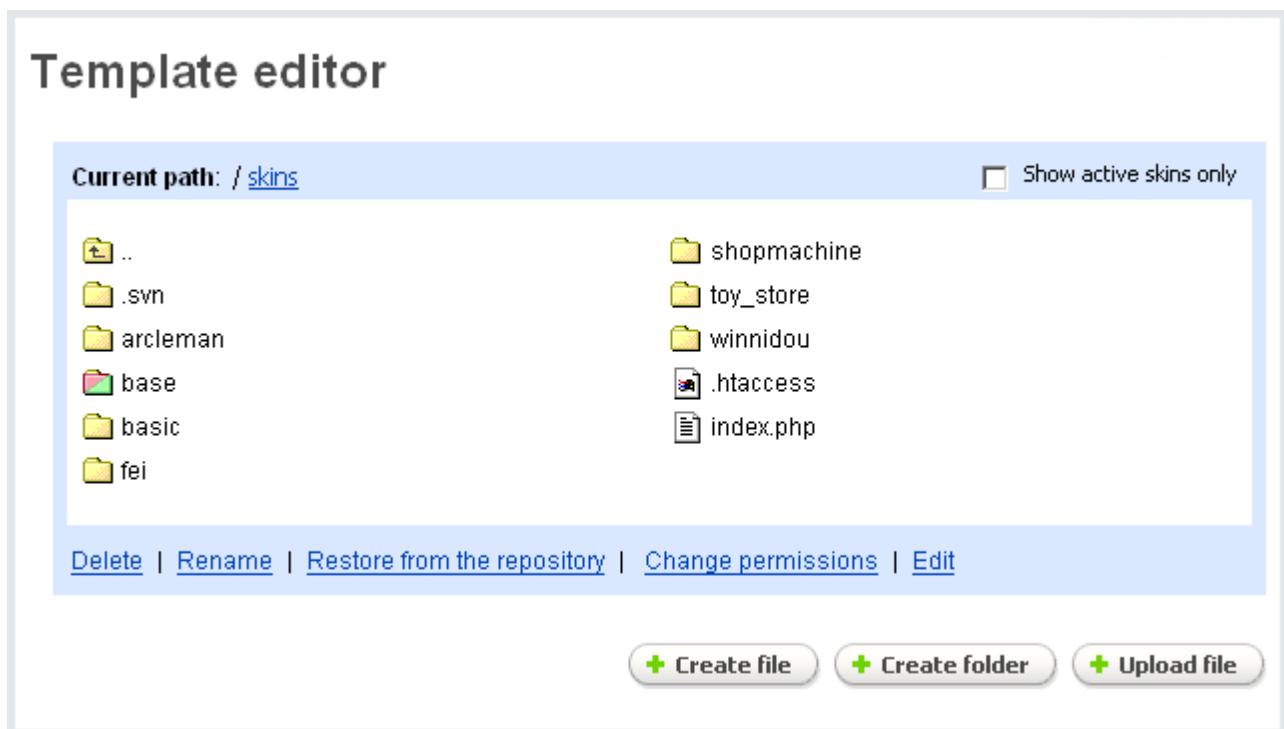 Template editor
Current path: / skins
Show active skins only
..
.svn
arcleman
base
basic
fei
shopmachine
toy_store
winnidou
.htaccess
index.php
Delete | Rename | Restore from the repository | Change permissions | Edit
Create file
Create folder
Upload file